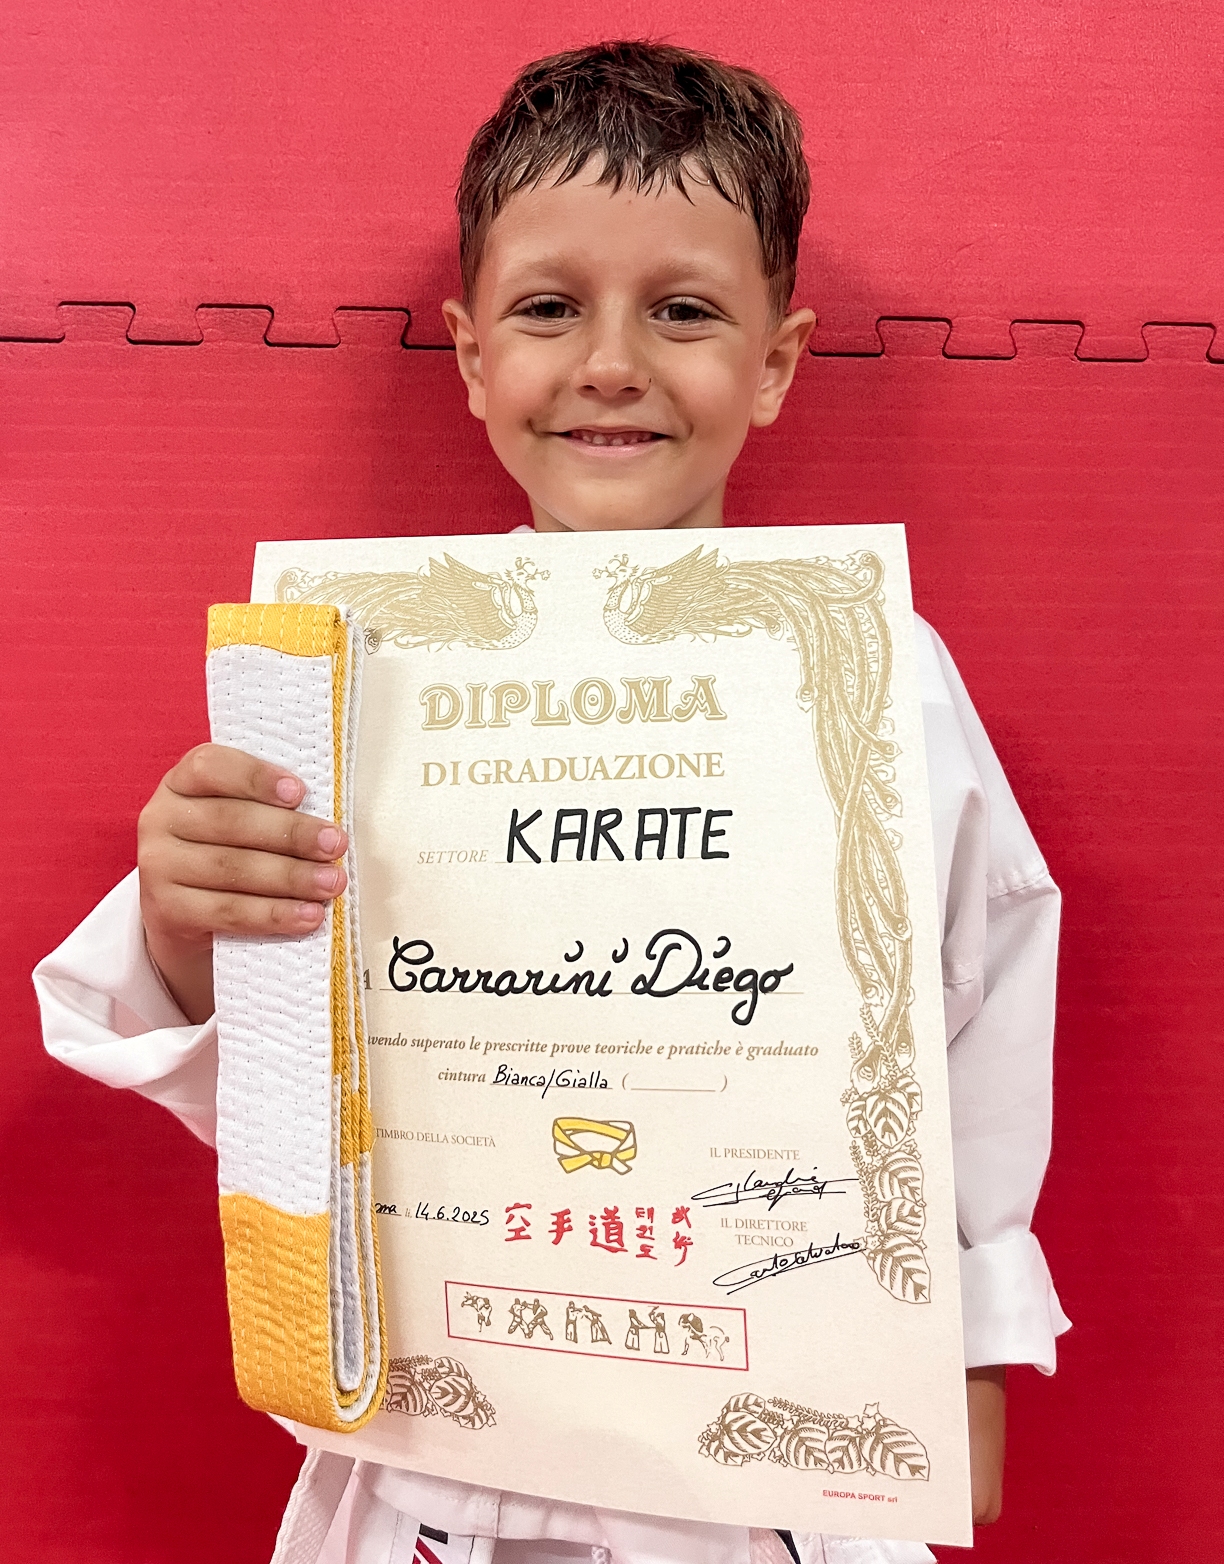 DIPLOMA
DI GRADUAZIONE
SETTORE KARATE
A Carrarini Diego
avendo superato le prescritte prove teoriche e pratiche è graduato
cintura Bianca/Gialla ( )
TIMBRO DELLA SOCIETÀ
IL PRESIDENTE
lì 14.6.2025
空手道
태권도
武術
IL DIRETTORE
TECNICO
EUROPA SPORT srl